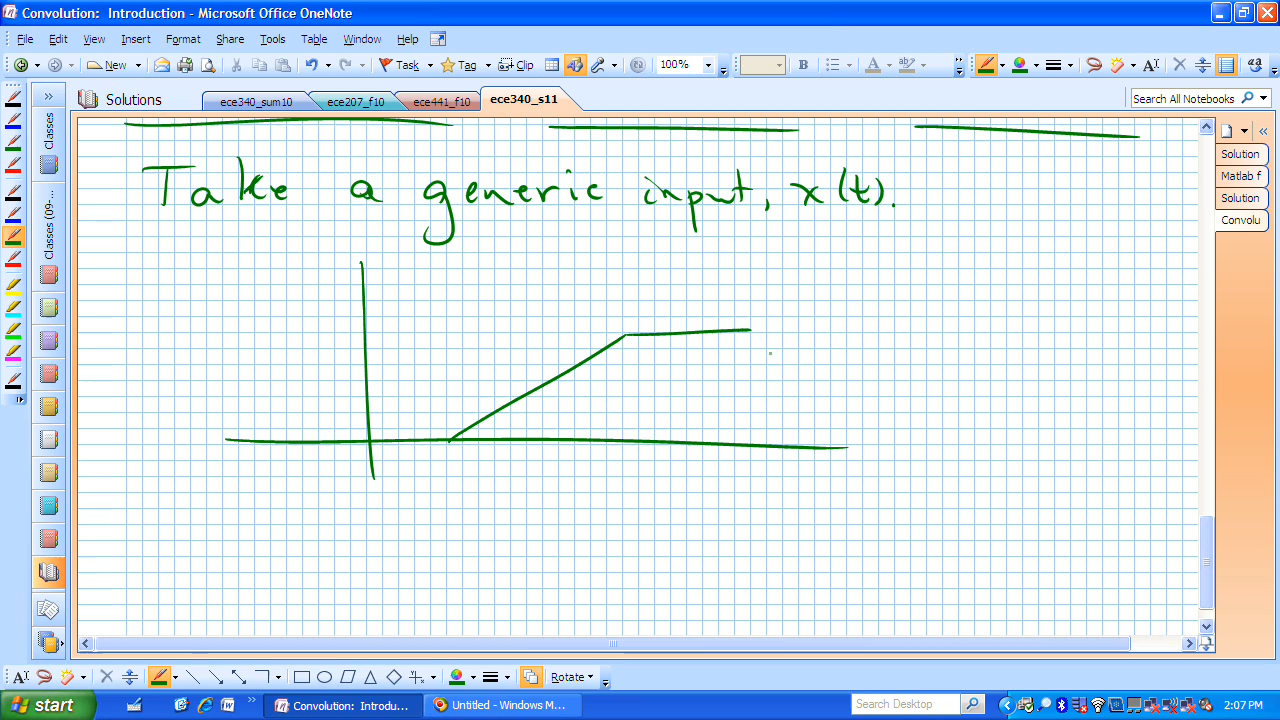 Convolution: Introduction - Microsoft Office OneNote
File Edit View Insert Format Share Tools Table Window Help
New Task Tag Clip 100% B A ab
Solutions ece340_sum10 ece207_f10 ece441_f10 ece340_s11 Search All Notebooks
Classes
Classes (09-...
Take a generic input, x(t).
Solution
Matlab f
Solution
Convolu
A Rotate
start Convolution: Introdu... Untitled - Windows M... Search Desktop 2:07 PM